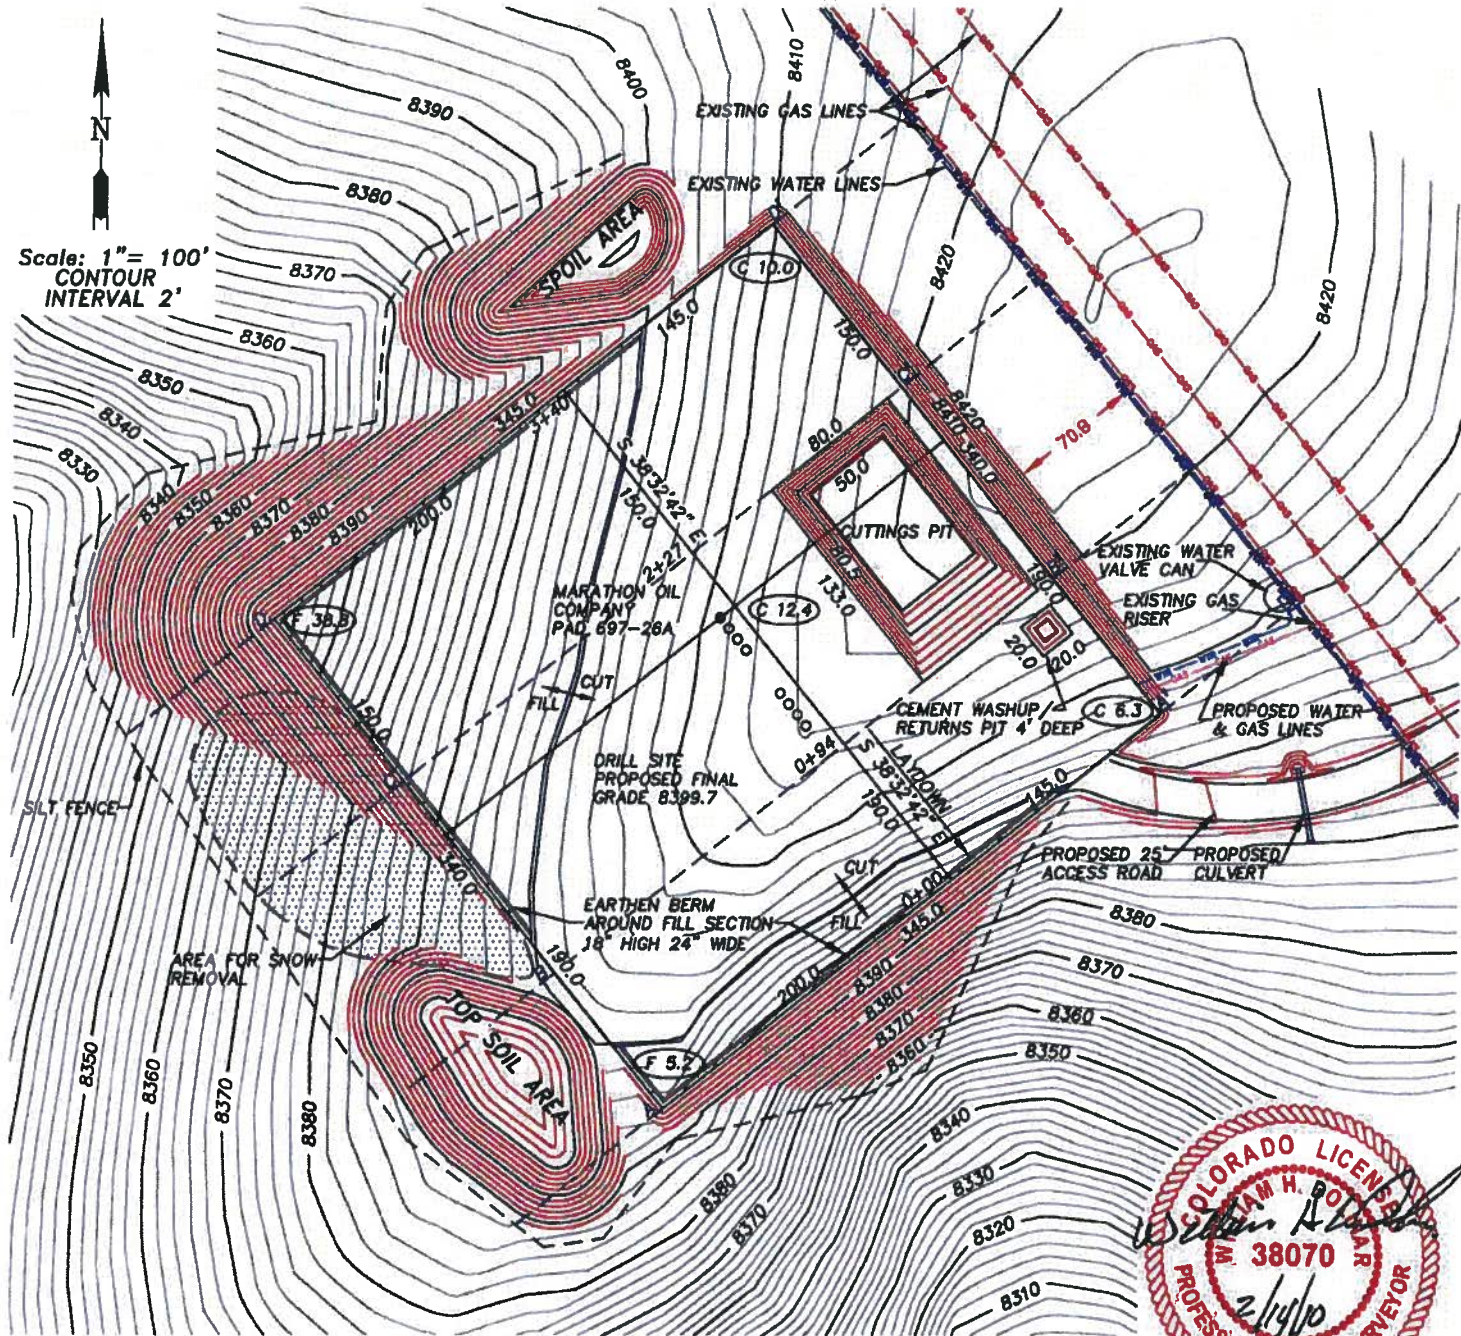 N
Scale: 1"= 100'
CONTOUR
INTERVAL 2'
8390
8380
8370
8360
8350
8340
8330
8400
8410
EXISTING GAS LINES
EXISTING WATER LINES
8420
8420
SPOIL AREA
C 10.0
145.0
150.0
345.0
3+40
8420
8410
340.0
70.8
8340
8350
8360
8370
8380
8390
200.0
S 38°32'42" E
150.0
2+27
80.0
50.0
CUTTINGS PIT
80.5
133.0
190.0
EXISTING WATER
VALVE CAN
EXISTING GAS
RISER
MARATHON OIL
COMPANY
PAD 697-26A
C 12.4
F 38.8
20.0
20.0
CUT
FILL
CEMENT WASHUP
RETURNS PIT 4' DEEP
C 6.3
PROPOSED WATER
& GAS LINES
150.0
0+94
LAYDOWN
S 38°32'42" E
190.0
DRILL SITE
PROPOSED FINAL
GRADE 8399.7
145.0
SILT FENCE
340.0
CUT
FILL
0+00
345.0
PROPOSED 25'
ACCESS ROAD
PROPOSED
CULVERT
EARTHEN BERM
AROUND FILL SECTION
18" HIGH 24" WIDE
AREA FOR SNOW
REMOVAL
190.0
200.0
8390
8380
8370
8360
8380
8370
8360
8350
8340
8330
8320
8310
TOP SOIL AREA
F 5.2
8350
8360
8370
8380
8380
8370
COLORADO LICENSE
WILLIAM H. DOLINAR
38070
2/14/10